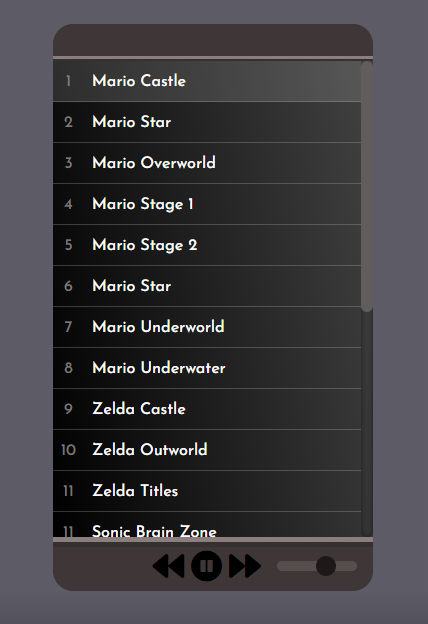 1 Mario Castle
2 Mario Star
3 Mario Overworld
4 Mario Stage 1
5 Mario Stage 2
6 Mario Star
7 Mario Underworld
8 Mario Underwater
9 Zelda Castle
10 Zelda Outworld
11 Zelda Titles
11 Sonic Brain Zone